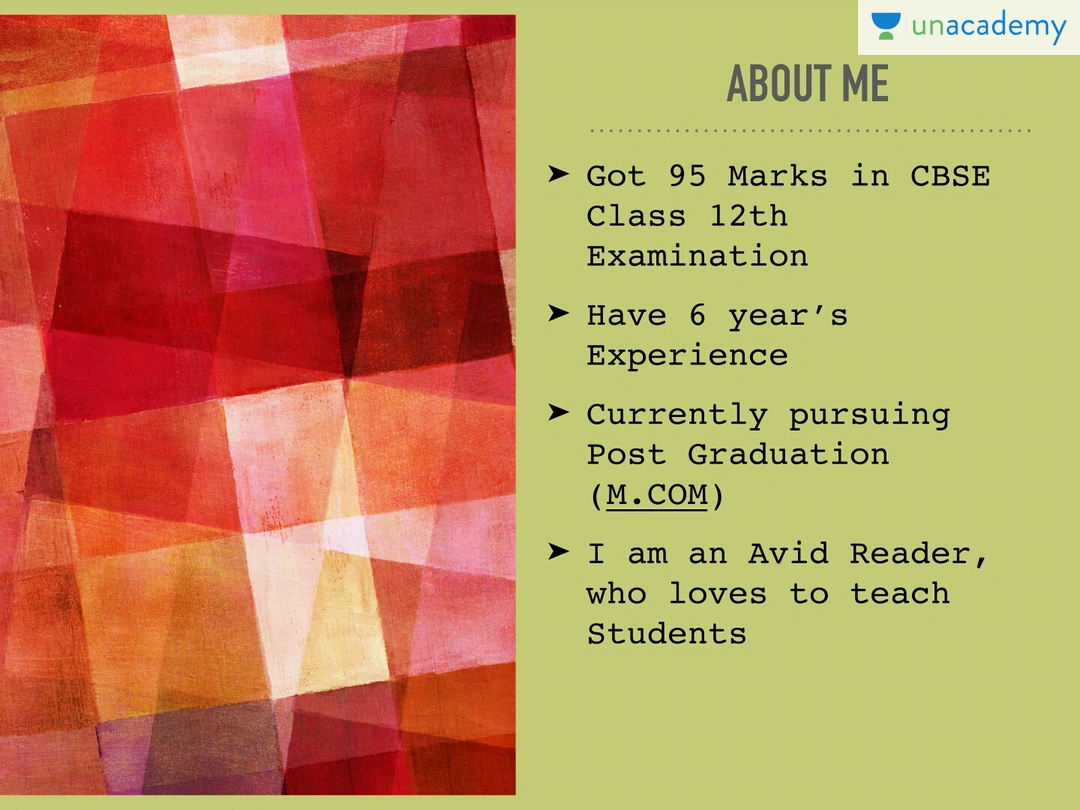 unacademy
ABOUT ME
➤ Got 95 Marks in CBSE
Class 12th
Examination
➤ Have 6 year’s
Experience
➤ Currently pursuing
Post Graduation
(M.COM)
➤ I am an Avid Reader,
who loves to teach
Students